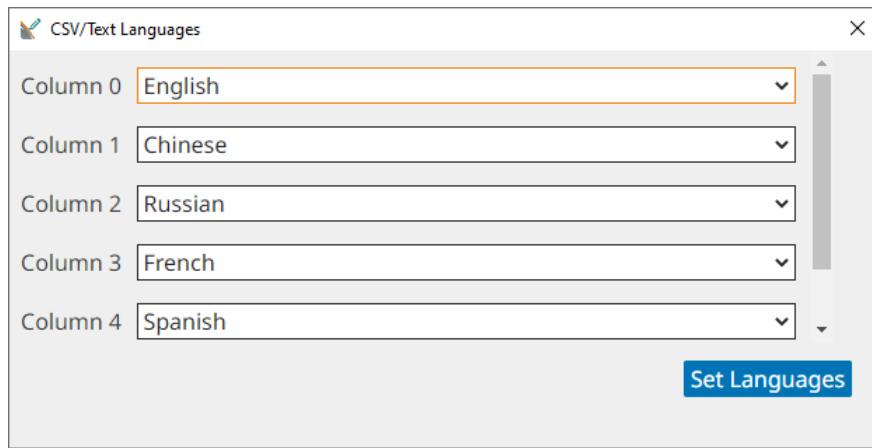 CSV/Text Languages
Column 0 English
Column 1 Chinese
Column 2 Russian
Column 3 French
Column 4 Spanish
Set Languages